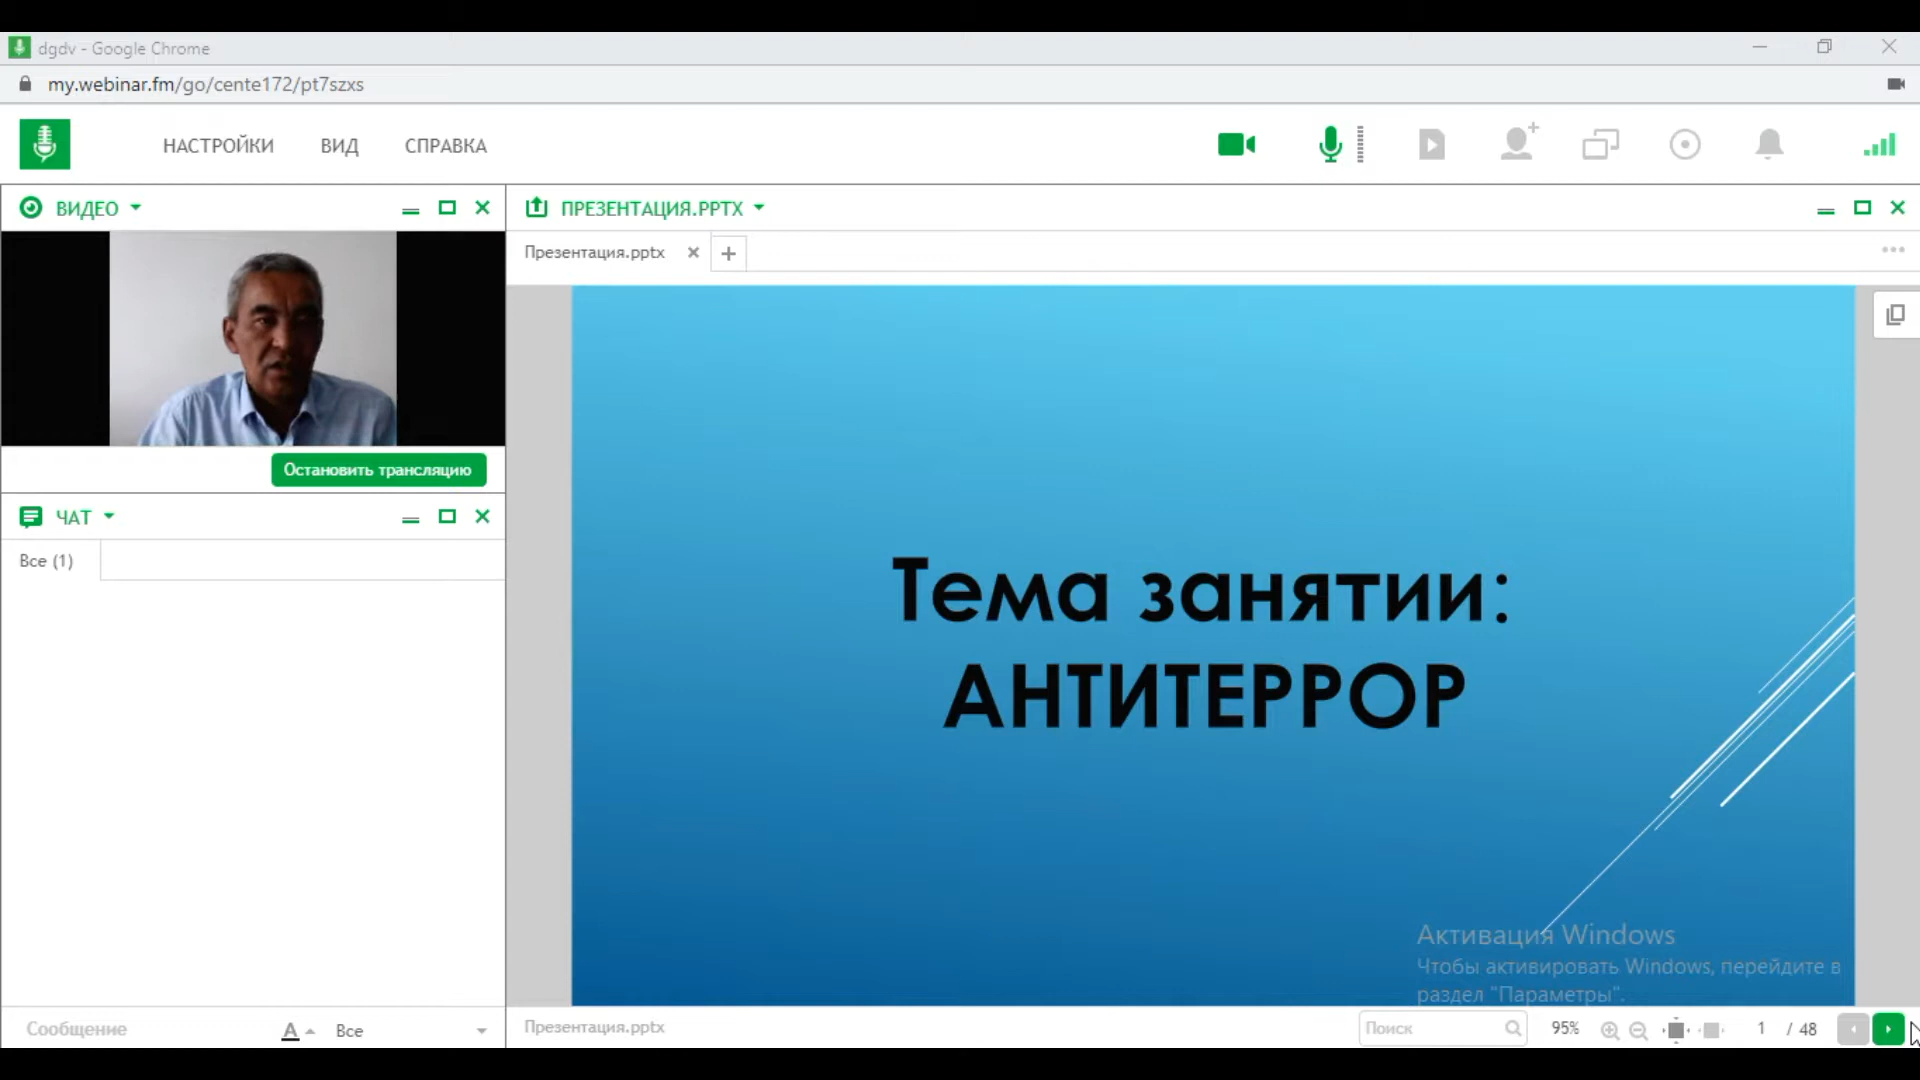 dgdv - Google Chrome
my.webinar.fm/go/cente172/pt7szxs
НАСТРОЙКИ ВИД СПРАВКА
ВИДЕО
Остановить трансляцию
ЧАТ
Все (1)
Сообщение
A
Все
ПРЕЗЕНТАЦИЯ.PPTX
Презентация.pptx
Тема занятии:
АНТИТЕРРОР
Активация Windows
Чтобы активировать Windows, перейдите в
раздел "Параметры".
Презентация.pptx
Поиск
95%
1 / 48